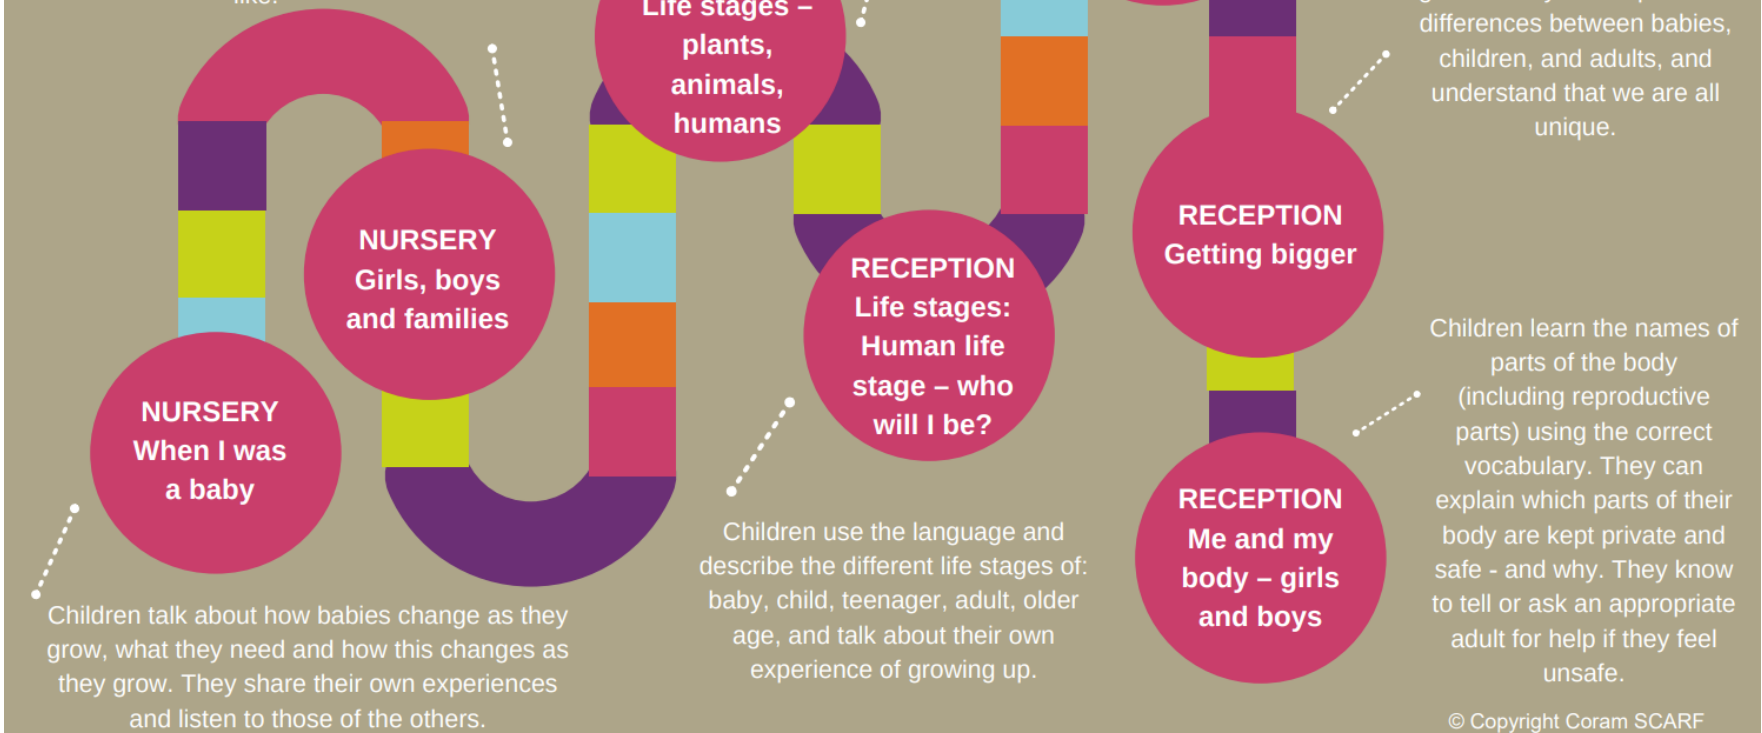 like.
Life stages –
plants,
animals,
humans
differences between babies,
children, and adults, and
understand that we are all
unique.
NURSERY
Girls, boys
and families
RECEPTION
Getting bigger
RECEPTION
Life stages:
Human life
stage – who
will I be?
NURSERY
When I was
a baby
Children learn the names of
parts of the body
(including reproductive
parts) using the correct
vocabulary. They can
explain which parts of their
body are kept private and
safe - and why. They know
to tell or ask an appropriate
adult for help if they feel
unsafe.
RECEPTION
Me and my
body – girls
and boys
Children use the language and
describe the different life stages of:
baby, child, teenager, adult, older
age, and talk about their own
experience of growing up.
Children talk about how babies change as they
grow, what they need and how this changes as
they grow. They share their own experiences
and listen to those of the others.
© Copyright Coram SCARF